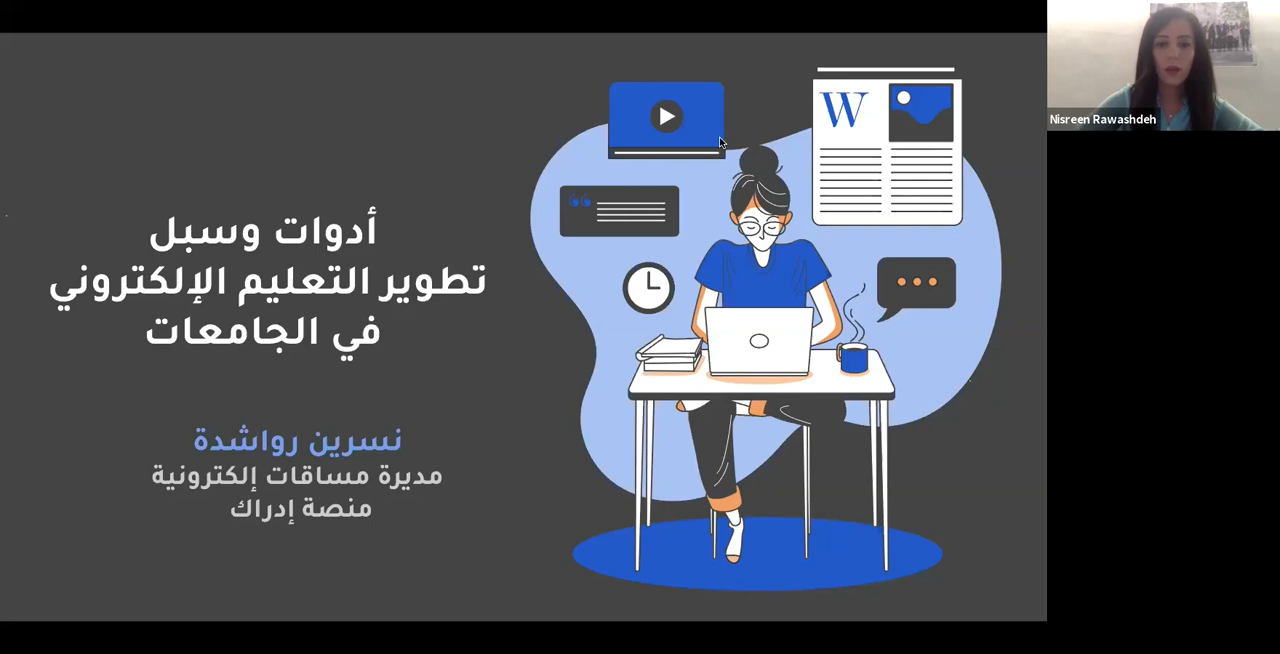 أدوات وسبل
تطوير التعليم الإلكتروني
في الجامعات
نسرين رواشدة
مديرة مساقات إلكترونية
منصة إدراك
W
Nisreen Rawashdeh